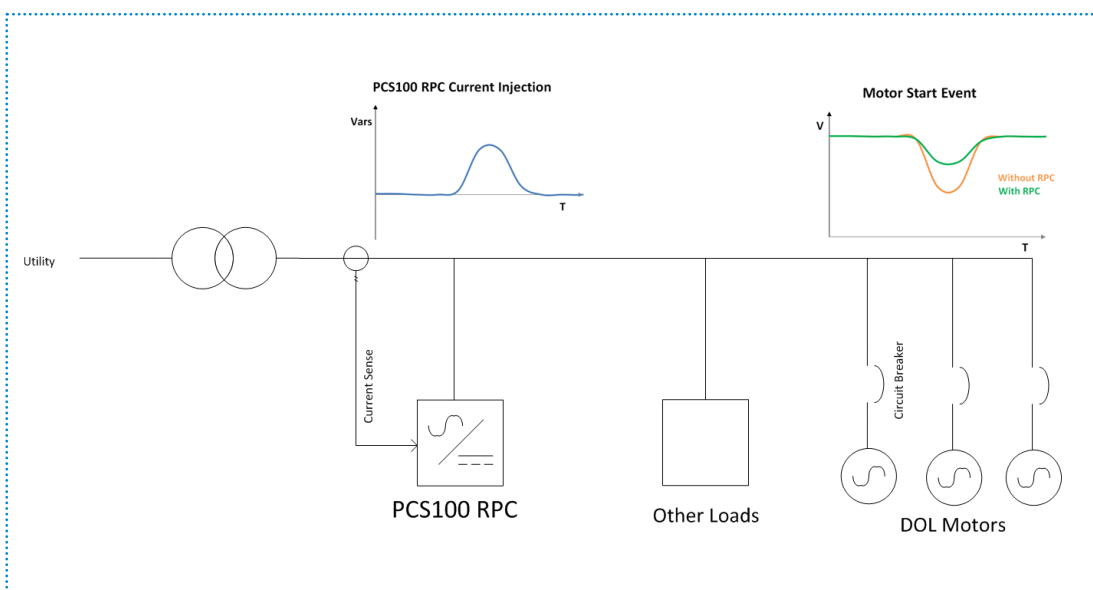 PCS100 RPC Current Injection
Vars
T
Motor Start Event
V
Without RPC
With RPC
T
Utility
Current Sense
Circuit Breaker
PCS100 RPC
Other Loads
DOL Motors